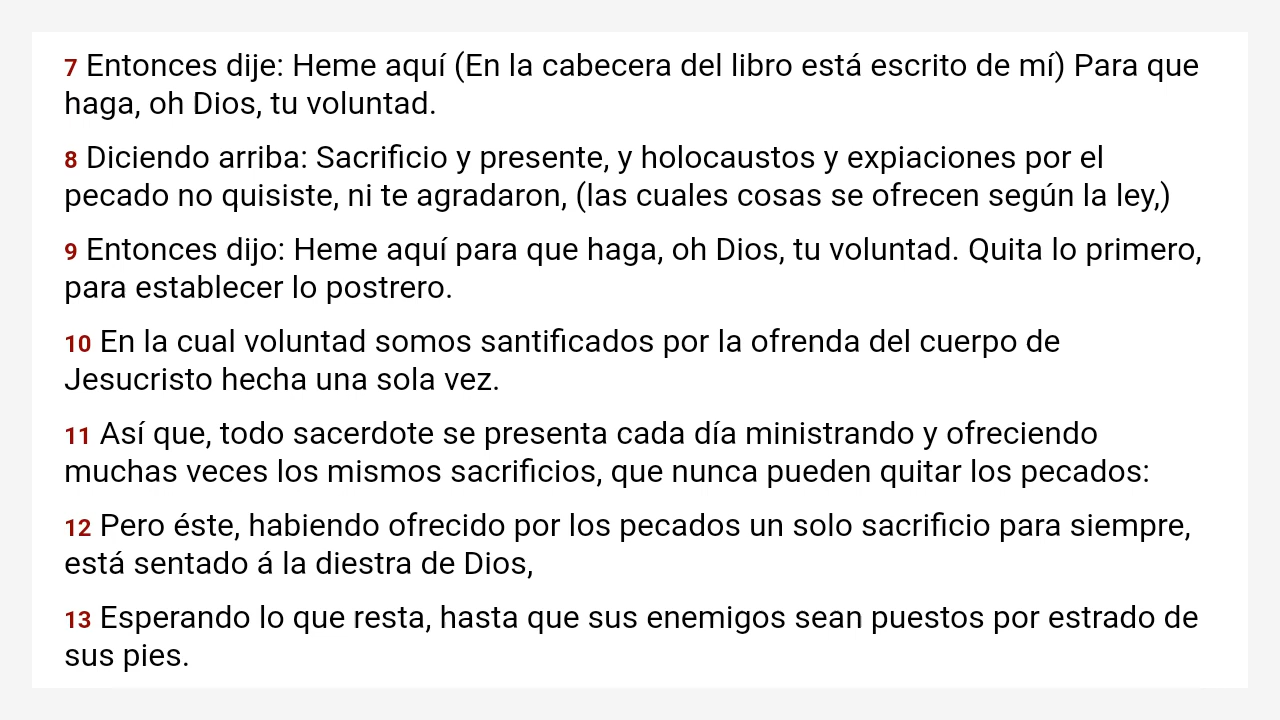 7 Entonces dije: Heme aquí (En la cabecera del libro está escrito de mí) Para que
haga, oh Dios, tu voluntad.
8 Diciendo arriba: Sacrificio y presente, y holocaustos y expiaciones por el
pecado no quisiste, ni te agradaron, (las cuales cosas se ofrecen según la ley,)
9 Entonces dijo: Heme aquí para que haga, oh Dios, tu voluntad. Quita lo primero,
para establecer lo postrero.
10 En la cual voluntad somos santificados por la ofrenda del cuerpo de
Jesucristo hecha una sola vez.
11 Así que, todo sacerdote se presenta cada día ministrando y ofreciendo
muchas veces los mismos sacrificios, que nunca pueden quitar los pecados:
12 Pero éste, habiendo ofrecido por los pecados un solo sacrificio para siempre,
está sentado á la diestra de Dios,
13 Esperando lo que resta, hasta que sus enemigos sean puestos por estrado de
sus pies.